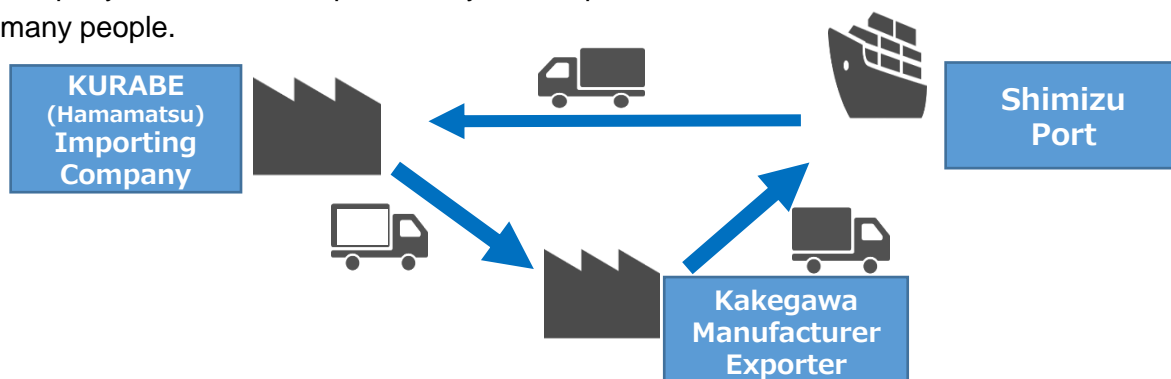 many people.
KURABE
(Hamamatsu)
Importing
Company
Shimizu
Port
Kakegawa
Manufacturer
Exporter